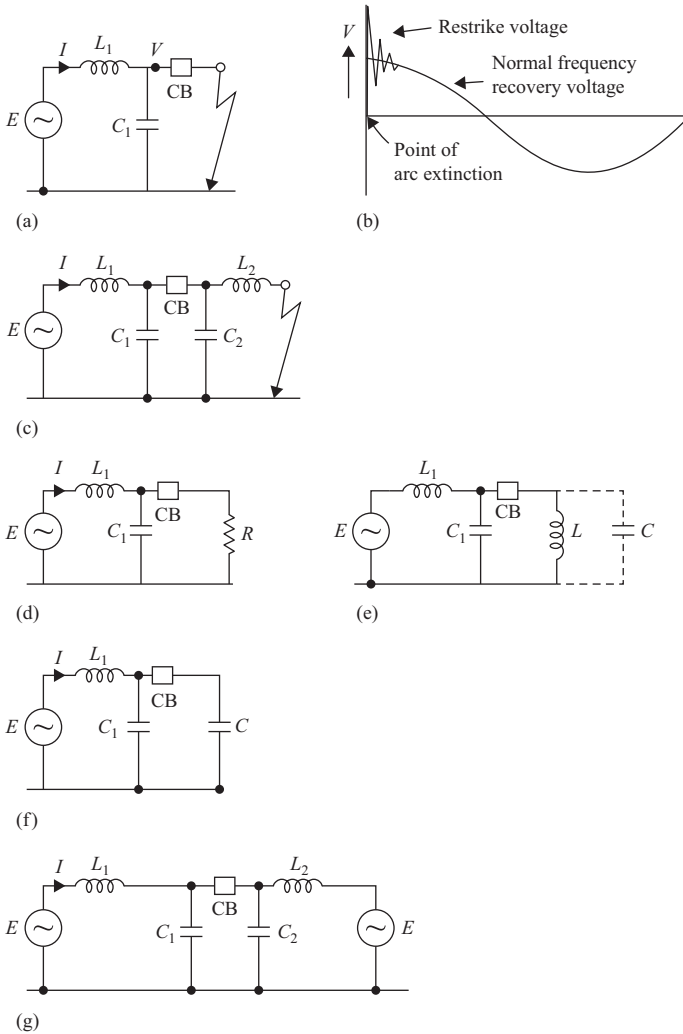 I L₁ V
CB
E
C₁
(a)
V
Restrike voltage
Normal frequency
recovery voltage
Point of
arc extinction
(b)
I L₁ L₂
CB
E
C₁ C₂
(c)
I L₁
CB
E
C₁ R
(d)
L₁
CB
E
C₁ L C
(e)
I L₁
CB
E
C₁ C
(f)
I L₁ L₂
CB
E C₁ C₂ E
(g)